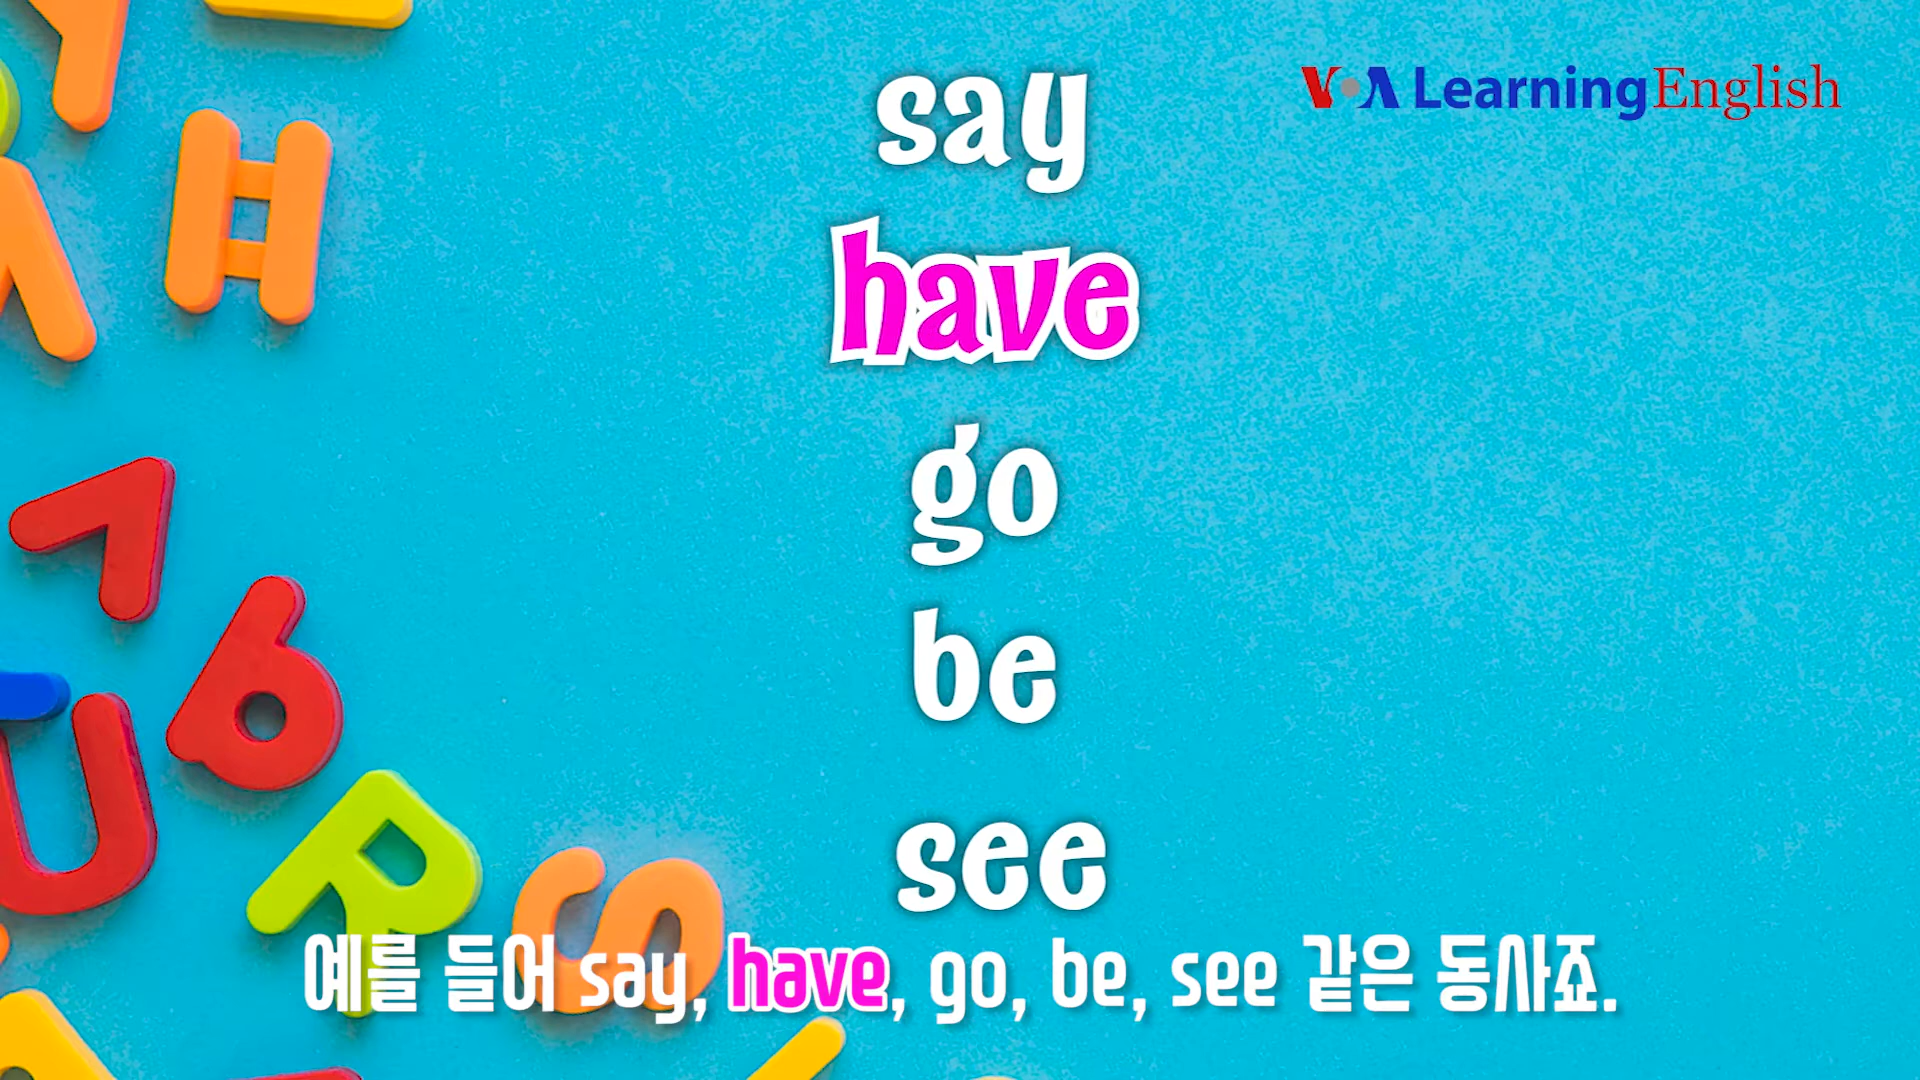 VOA Learning English
say
have
go
be
see
예를 들어 say, have, go, be, see 같은 동사죠.